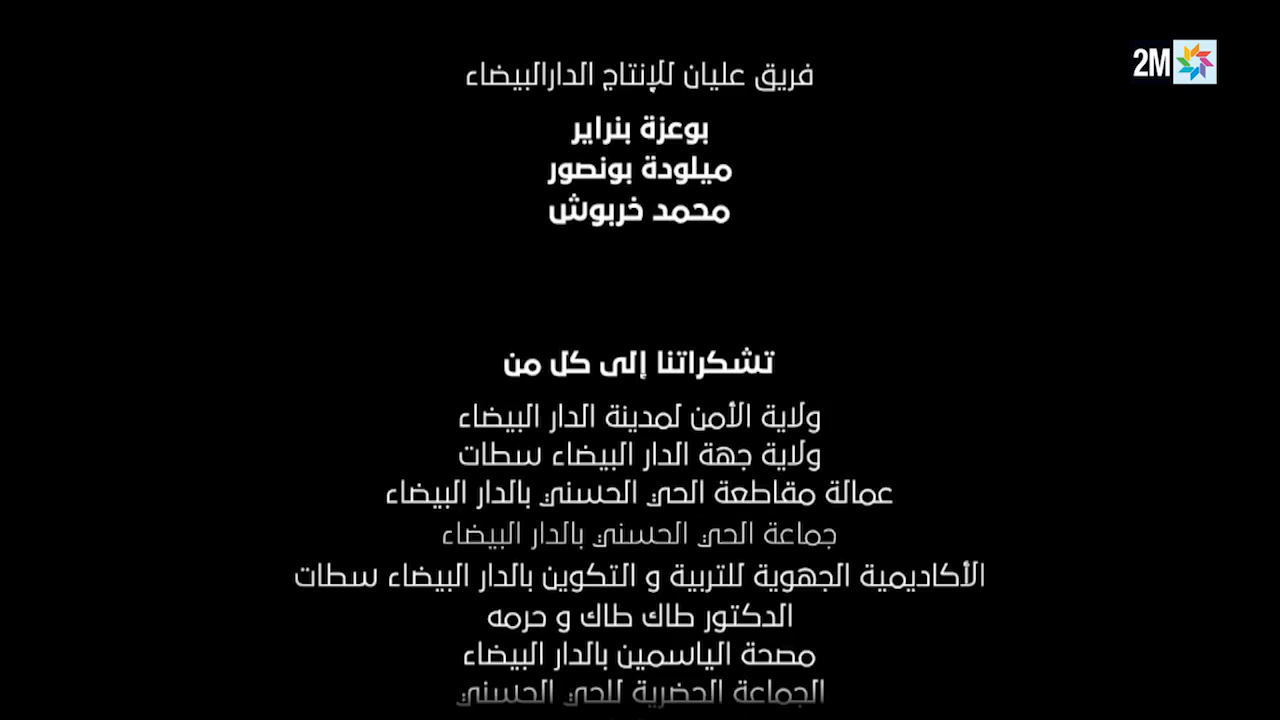 2M
فريق عليان للإنتاج الدارالبيضاء
بوعزة بنراير
ميلودة بونصور
محمد خربوش
تشكراتنا إلى كل من
ولاية الأمن لمدينة الدار البيضاء
ولاية جهة الدار البيضاء سطات
عمالة مقاطعة الحي الحسني بالدار البيضاء
جماعة الحي الحسني بالدار البيضاء
الأكاديمية الجهوية للتربية و التكوين بالدار البيضاء سطات
الدكتور طاك طاك و حرمه
مصحة الياسمين بالدار البيضاء
الجماعة الحضرية للحي الحسني